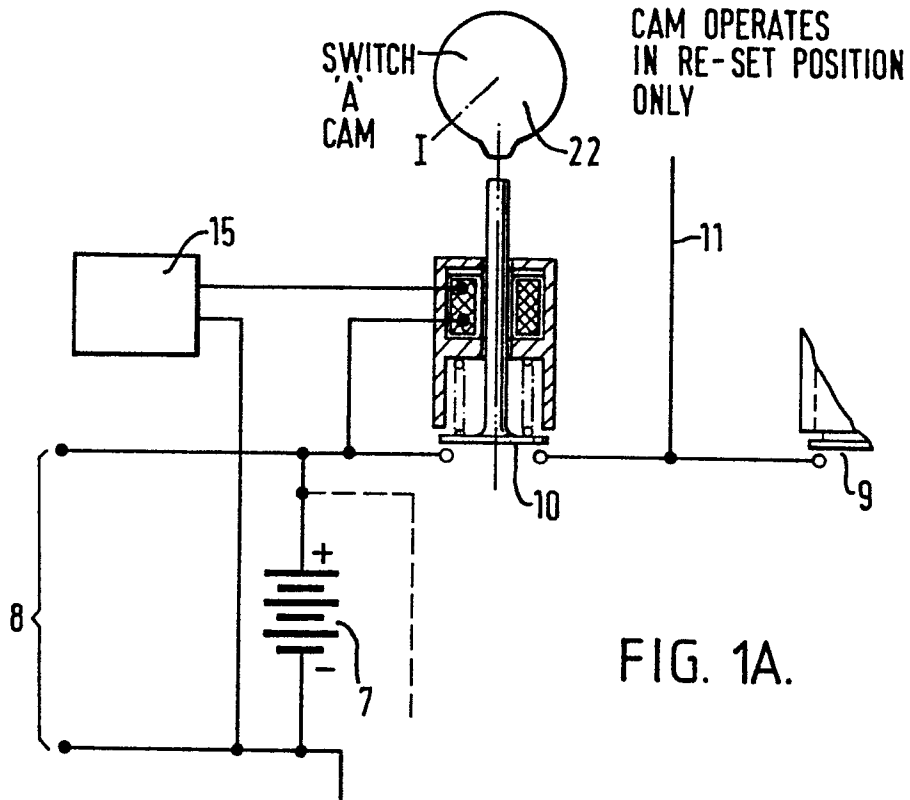 SWITCH
'A'
CAM
I
22
CAM OPERATES
IN RE-SET POSITION
ONLY
15
11
10
9
8
+
−
7
FIG. 1A.